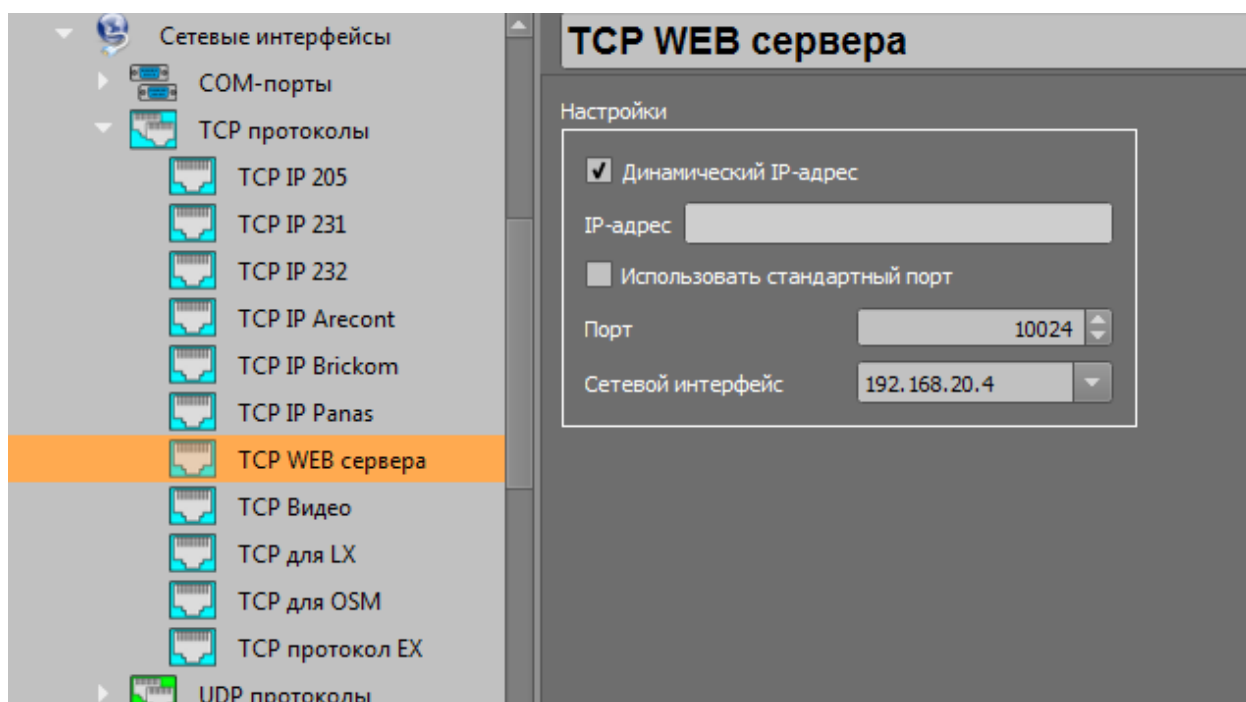 Сетевые интерфейсы
COM-порты
TCP протоколы
TCP IP 205
TCP IP 231
TCP IP 232
TCP IP Arecont
TCP IP Brickom
TCP IP Panas
TCP WEB сервера
TCP Видео
TCP для LX
TCP для OSM
TCP протокол EX
UDP протоколы
TCP WEB сервера
Настройки
Динамический IP-адрес
IP-адрес
Использовать стандартный порт
Порт 10024
Сетевой интерфейс 192.168.20.4